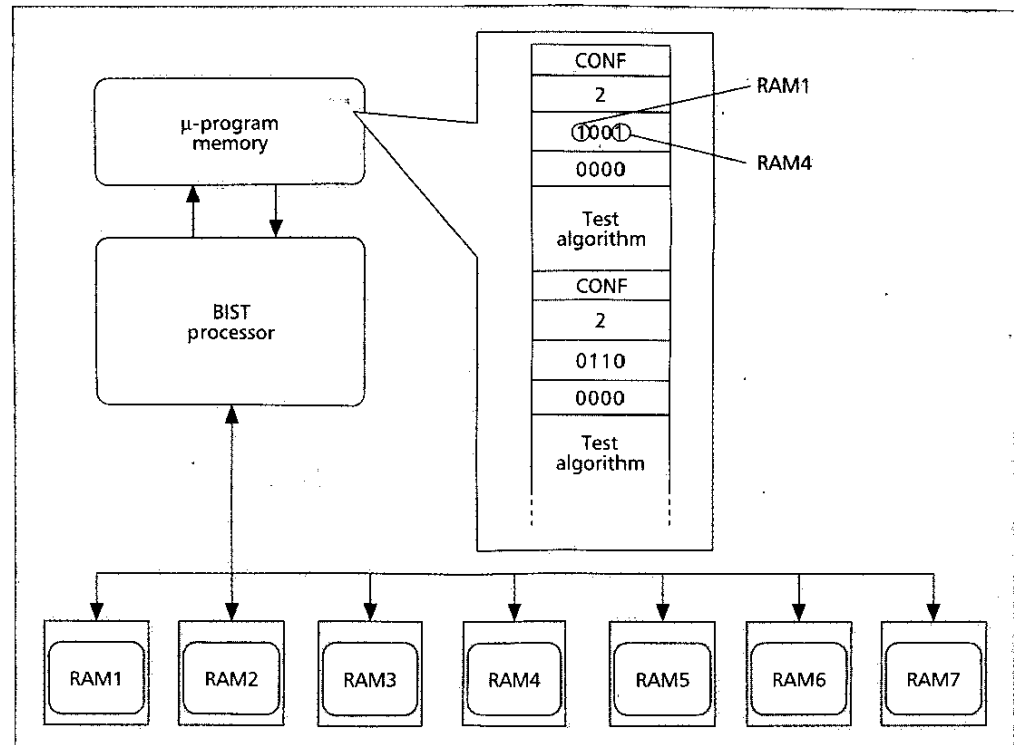 μ-program
memory
BIST
processor
CONF
2
1001
0000
Test
algorithm
CONF
2
0110
0000
Test
algorithm
RAM1
RAM4
RAM1
RAM2
RAM3
RAM4
RAM5
RAM6
RAM7